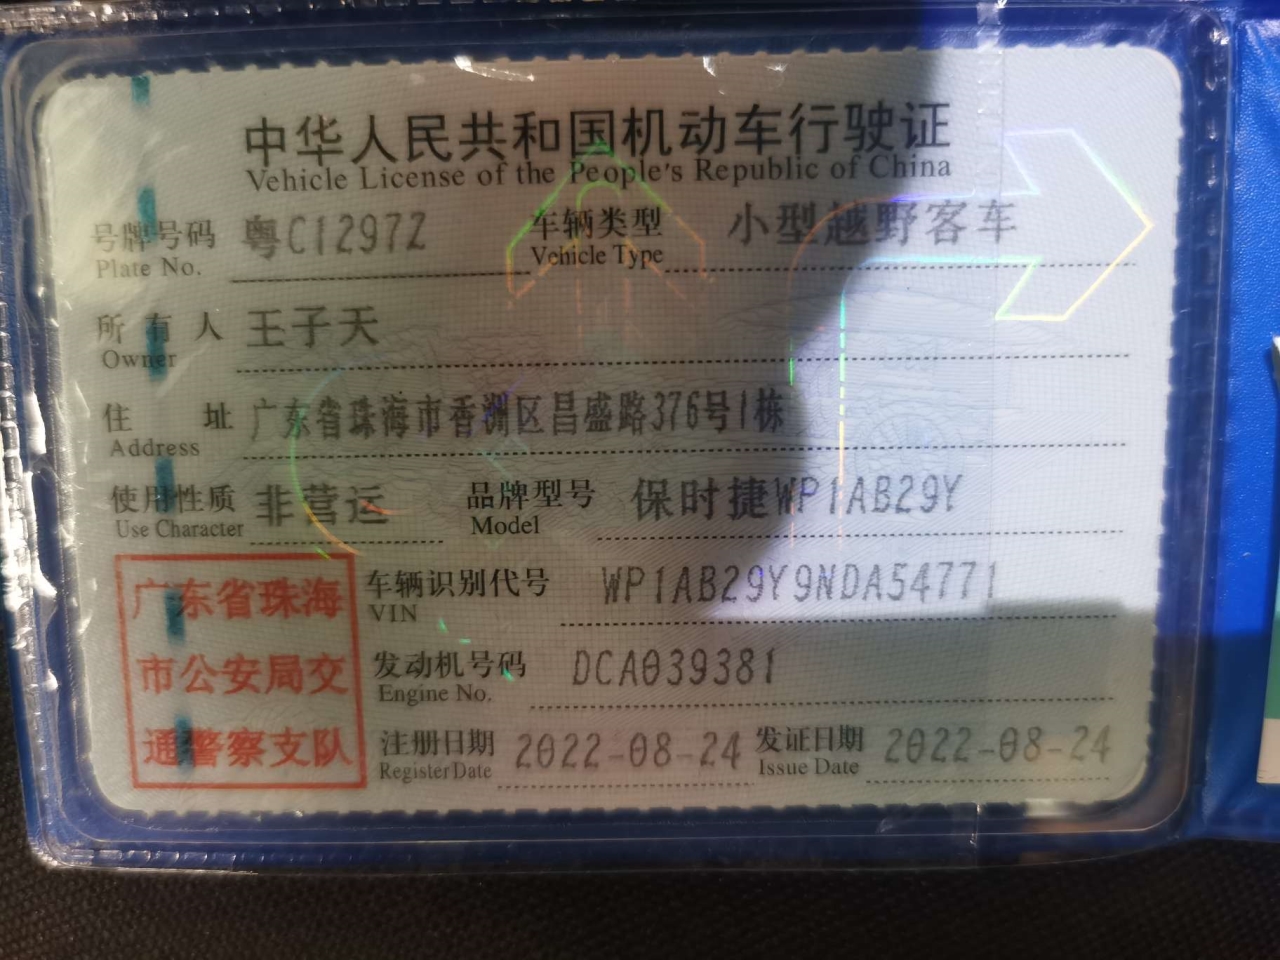 中华人民共和国机动车行驶证
Vehicle License of the People's Republic of China
号牌号码 粤C1297Z 车辆类型 小型越野客车
Plate No. Vehicle Type
所有人 王子天
Owner
住址 广东省珠海市香洲区昌盛路376号1栋
Address
使用性质 非营运 品牌型号 保时捷WP1AB29Y
Use Character Model
车辆识别代号 WP1AB29Y9NDA54771
VIN
发动机号码 DCA039381
Engine No.
注册日期 2022-08-24 发证日期 2022-08-24
Register Date Issue Date
广东省珠海
市公安局交
通警察支队